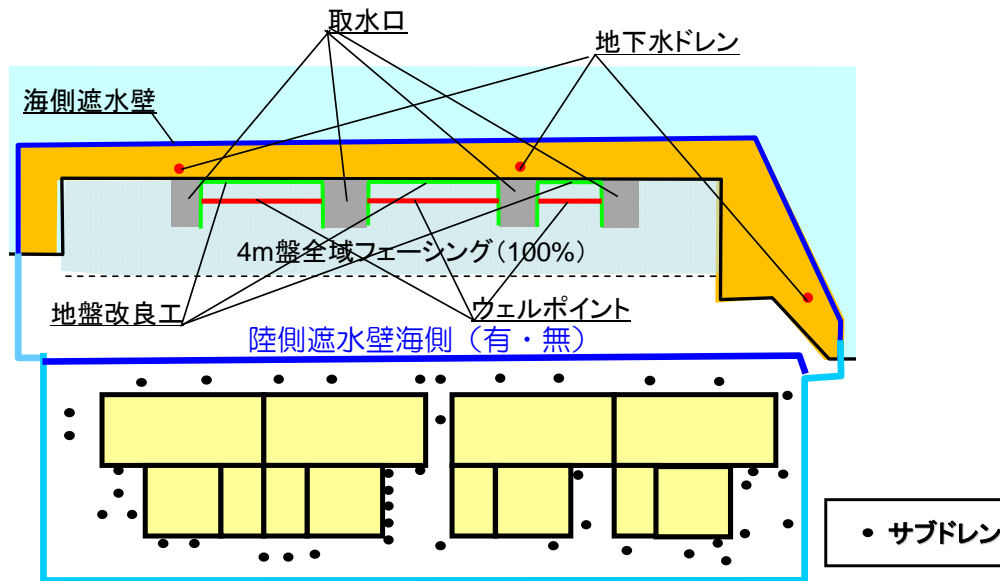 取水口
地下水ドレン
海側遮水壁
4m盤全域フェーシング(100%)
地盤改良工
ウェルポイント
陸側遮水壁海側(有・無)
サブドレン